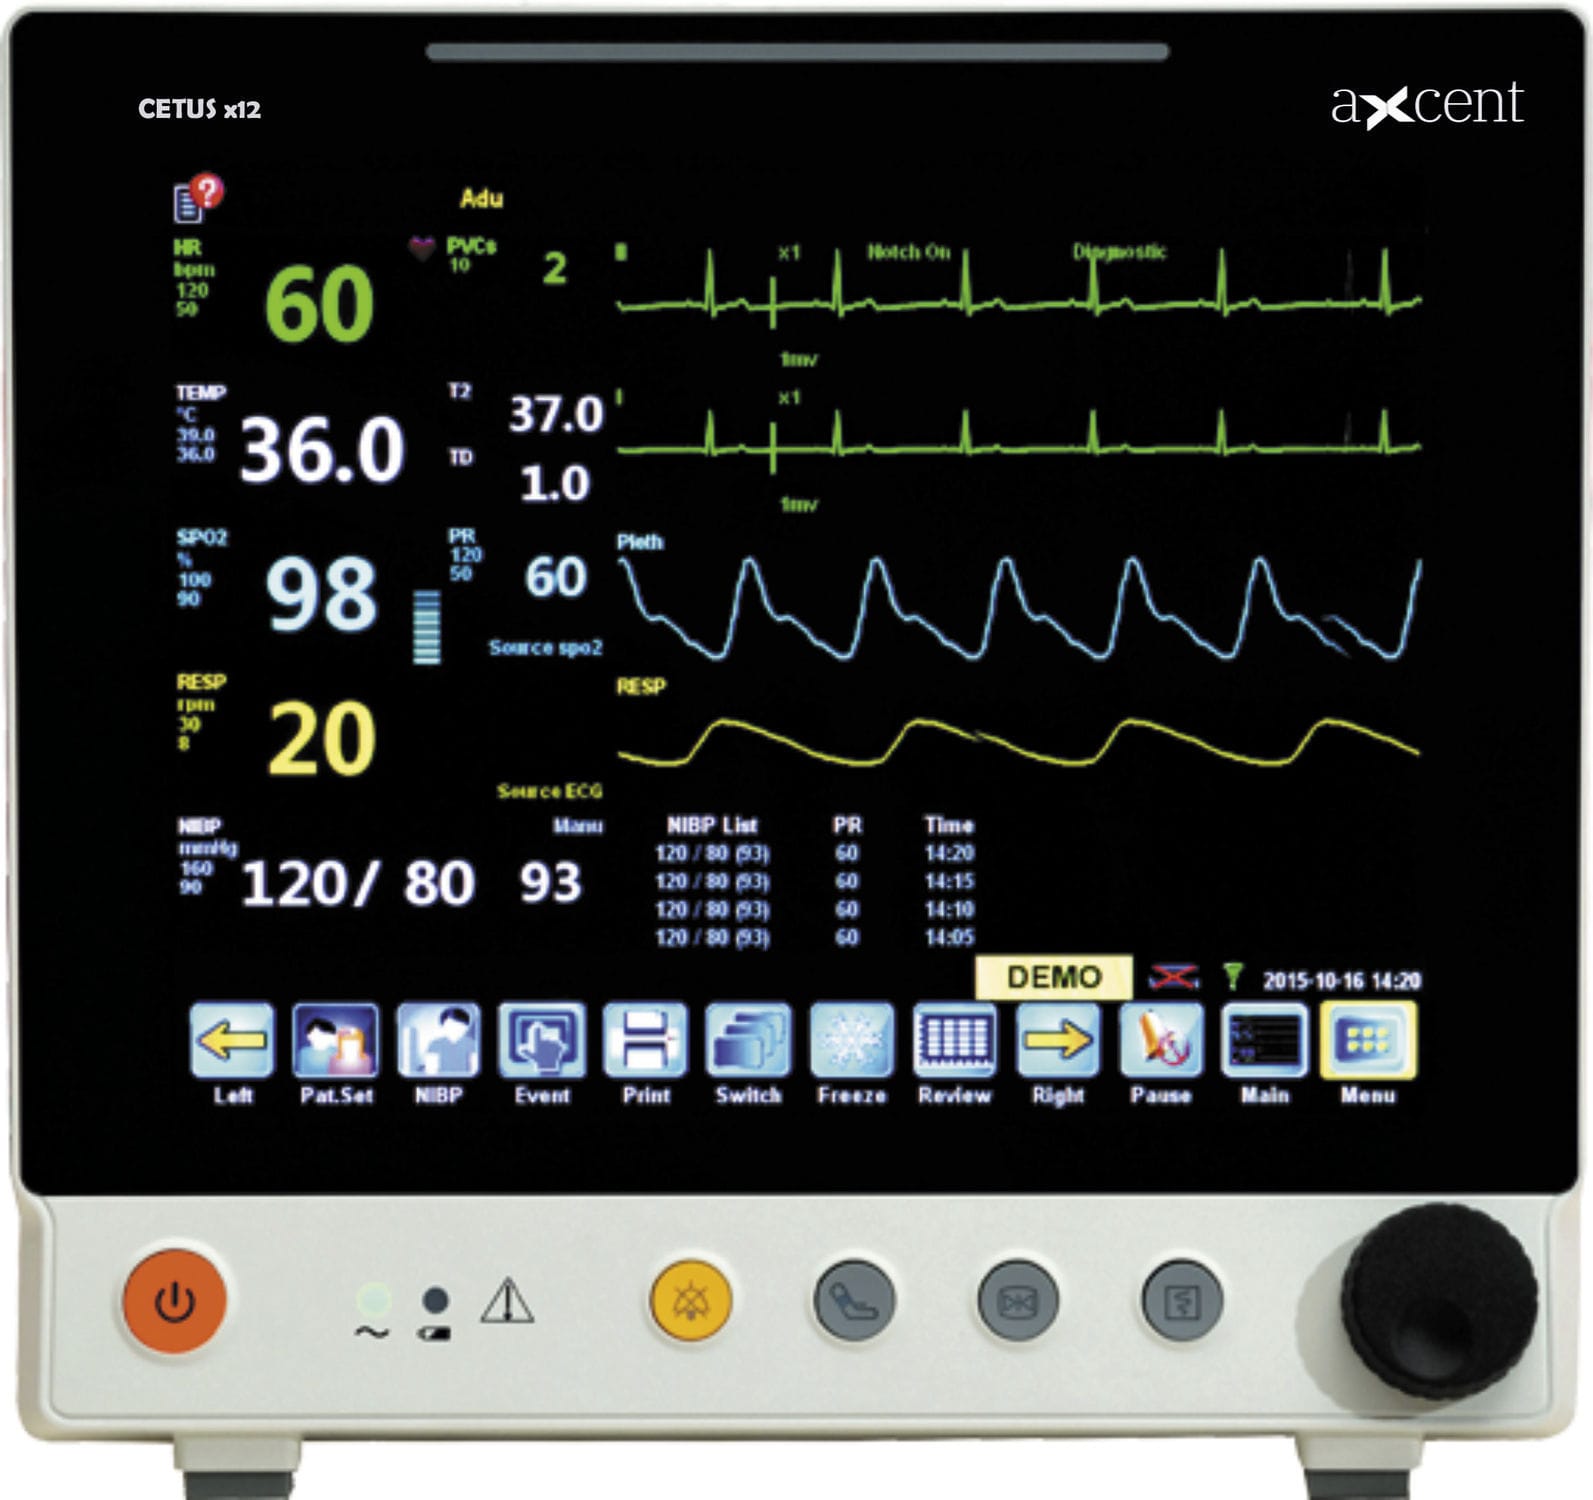 CETUS x12
axcent
?
Adu
HR
bpm
120
50
60
PVCs
10
2
II
x1
Notch On
Diagnostic
1mv
TEMP
°C
39.0
36.0
36.0
T2
37.0
TD
1.0
I
x1
1mv
SPO2
%
100
90
98
PR
120
50
60
Source spo2
Pleth
RESP
rpm
30
8
20
Source ECG
RESP
NIBP
mmHg
160
90
120/ 80
Manu
93
NIBP List PR Time
120 / 80 (93) 60 14:20
120 / 80 (93) 60 14:15
120 / 80 (93) 60 14:10
120 / 80 (93) 60 14:05
DEMO
2015-10-16 14:20
Left Pat.Set NIBP Event Print Switch Freeze Review Right Pause Main Menu